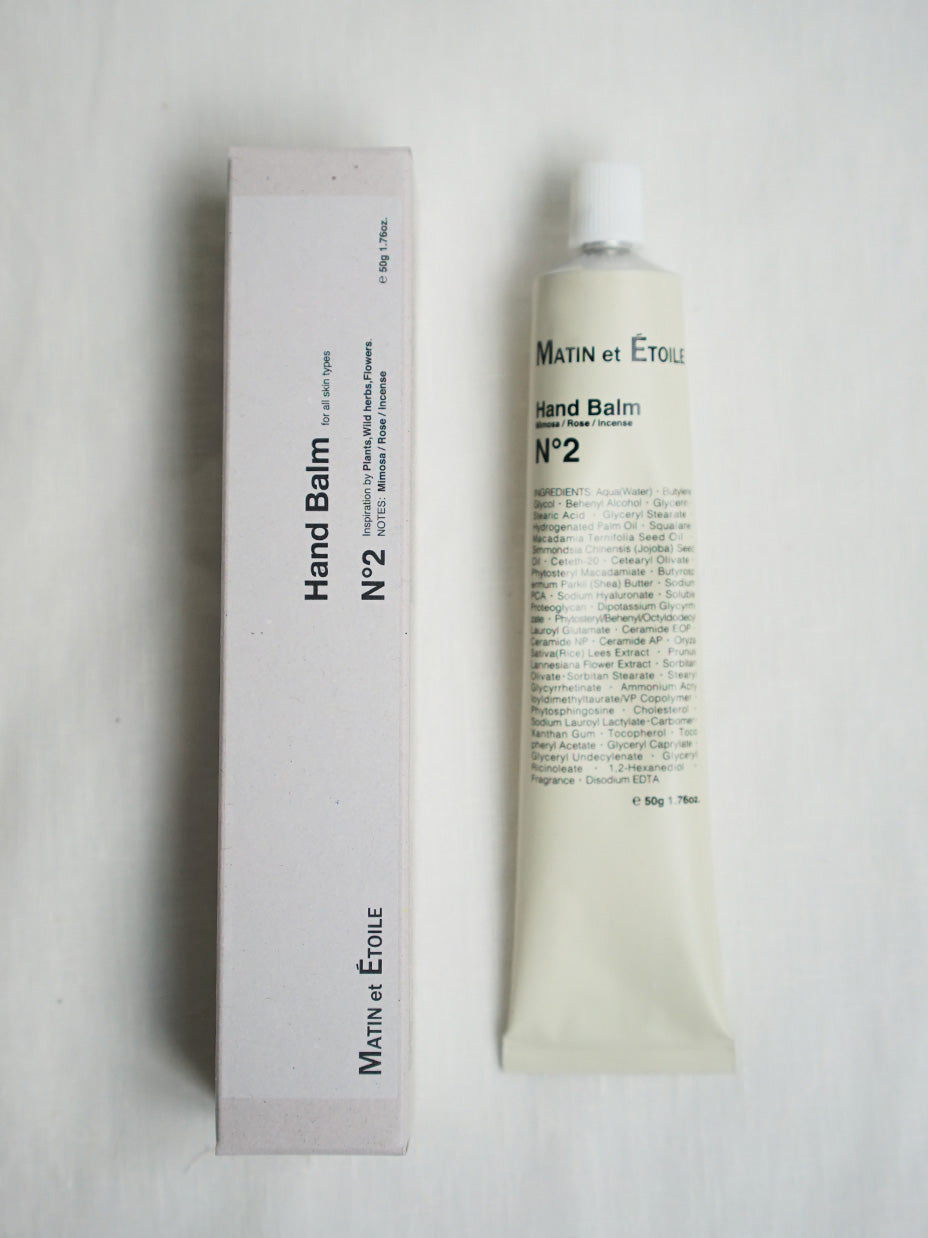 Hand Balm for all skin types
N°2 Inspiration by Plants,Wild herbs,Flowers.
NOTES: Mimosa / Rose / Incense
℮ 50g 1.76oz.
MATIN et ÉTOILE
MATIN et ÉTOILE
Hand Balm
Mimosa / Rose / Incense
N°2
INGREDIENTS: Aqua(Water) · Butylene
Glycol · Behenyl Alcohol · Glycerin
Stearic Acid · Glyceryl Stearate
Hydrogenated Palm Oil · Squalane
Macadamia Ternifolia Seed Oil
Simmondsia Chinensis (Jojoba) Seed
Oil · Ceteth-20 · Cetearyl Olivate
Phytosteryl Macadamiate · Butyrosp
ermum Parkii (Shea) Butter · Sodium
PCA · Sodium Hyaluronate · Soluble
Proteoglycan · Dipotassium Glycyrrhi
zate · Phytosteryl/Behenyl/Octyldodecyl
Lauroyl Glutamate · Ceramide EOP
Ceramide NP · Ceramide AP · Oryza
Sativa(Rice) Lees Extract · Prunus
Lannesiana Flower Extract · Sorbitan
Olivate · Sorbitan Stearate · Stearyl
Glycyrrhetinate · Ammonium Acry
loyldimethyltaurate/VP Copolymer ·
Phytosphingosine · Cholesterol ·
Sodium Lauroyl Lactylate · Carbomer
Xanthan Gum · Tocopherol · Toco
pheryl Acetate · Glyceryl Caprylate ·
Glyceryl Undecylenate · Glyceryl
Ricinoleate · 1,2-Hexanediol ·
Fragrance · Disodium EDTA
℮ 50g 1.76oz.